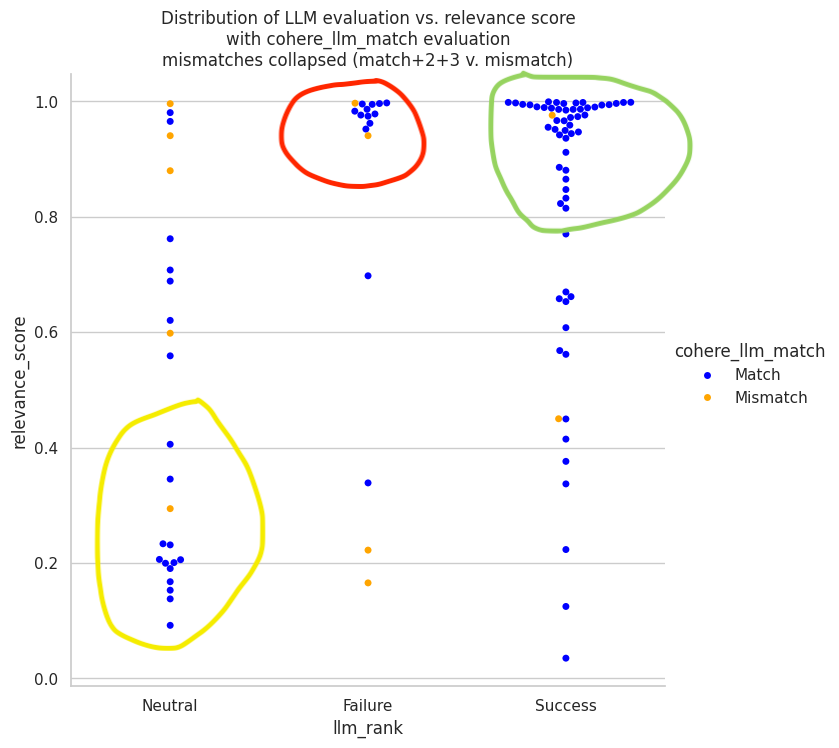 Distribution of LLM evaluation vs. relevance score
with cohere_llm_match evaluation
mismatches collapsed (match+2+3 v. mismatch)
1.0
0.8
0.6
0.4
0.2
0.0
relevance_score
Neutral
Failure
Success
llm_rank
cohere_llm_match
Match
Mismatch